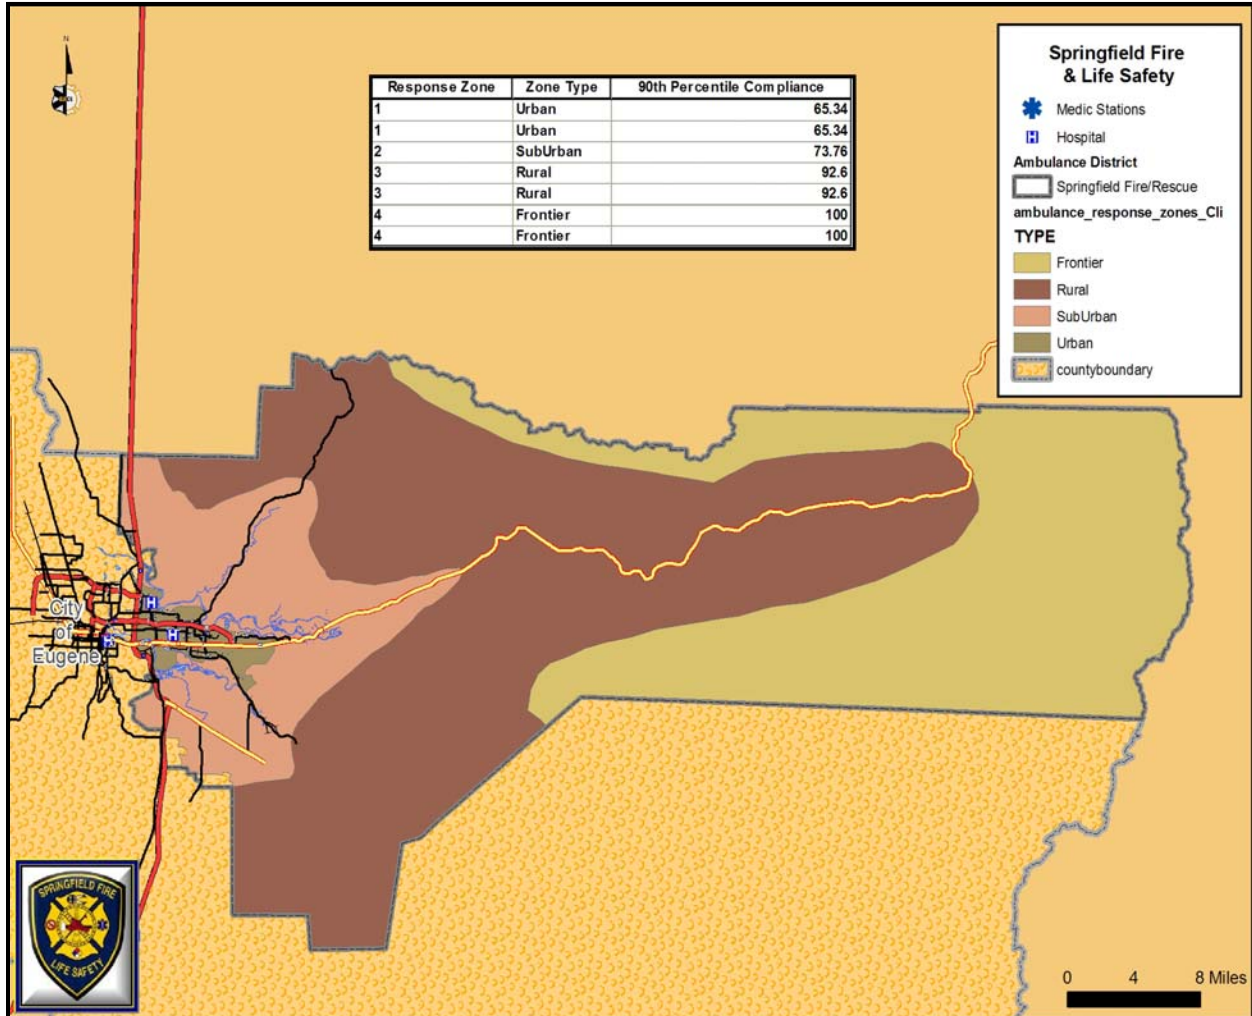 N
Response Zone Zone Type 90th Percentile Compliance
1 Urban 65.34
1 Urban 65.34
2 SubUrban 73.76
3 Rural 92.6
3 Rural 92.6
4 Frontier 100
4 Frontier 100
Springfield Fire
& Life Safety
Medic Stations
H Hospital
Ambulance District
Springfield Fire/Rescue
ambulance_response_zones_Cli
TYPE
Frontier
Rural
SubUrban
Urban
countyboundary
H
H
H
City
of
Eugene
SPRINGFIELD FIRE
LIFE SAFETY
0 4 8 Miles